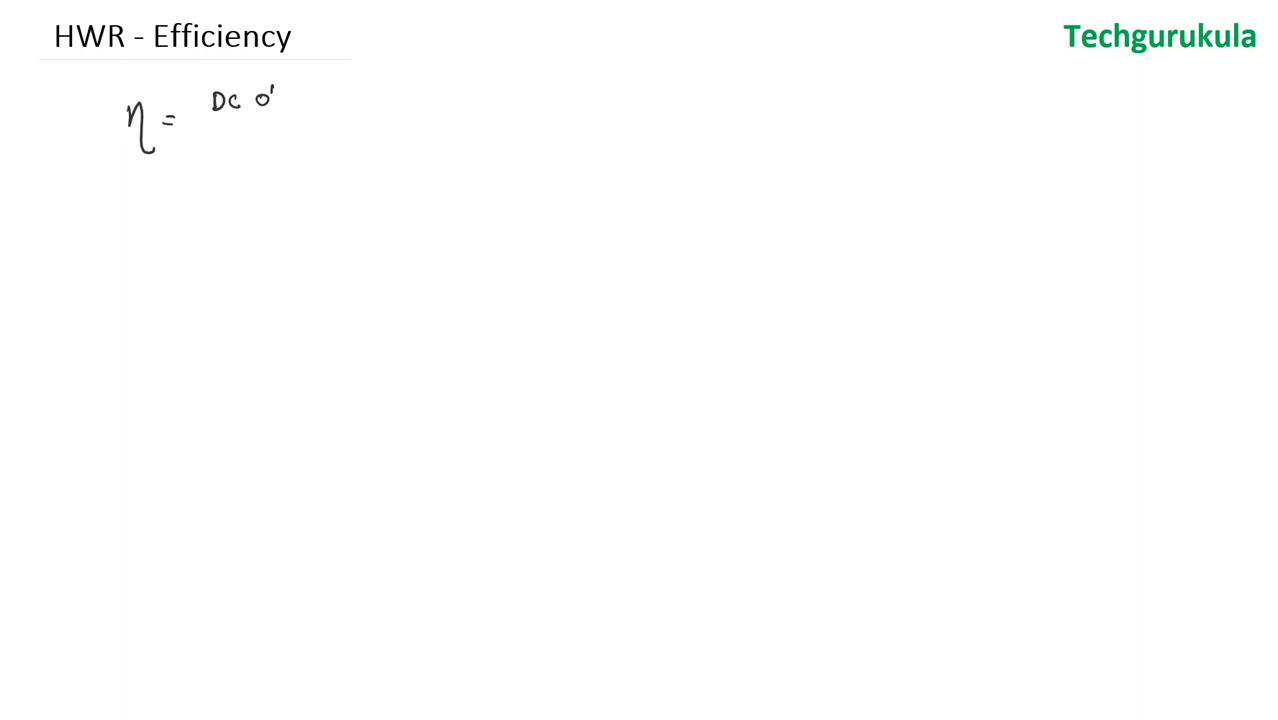 HWR - Efficiency
Techgurukula
η = DC o'